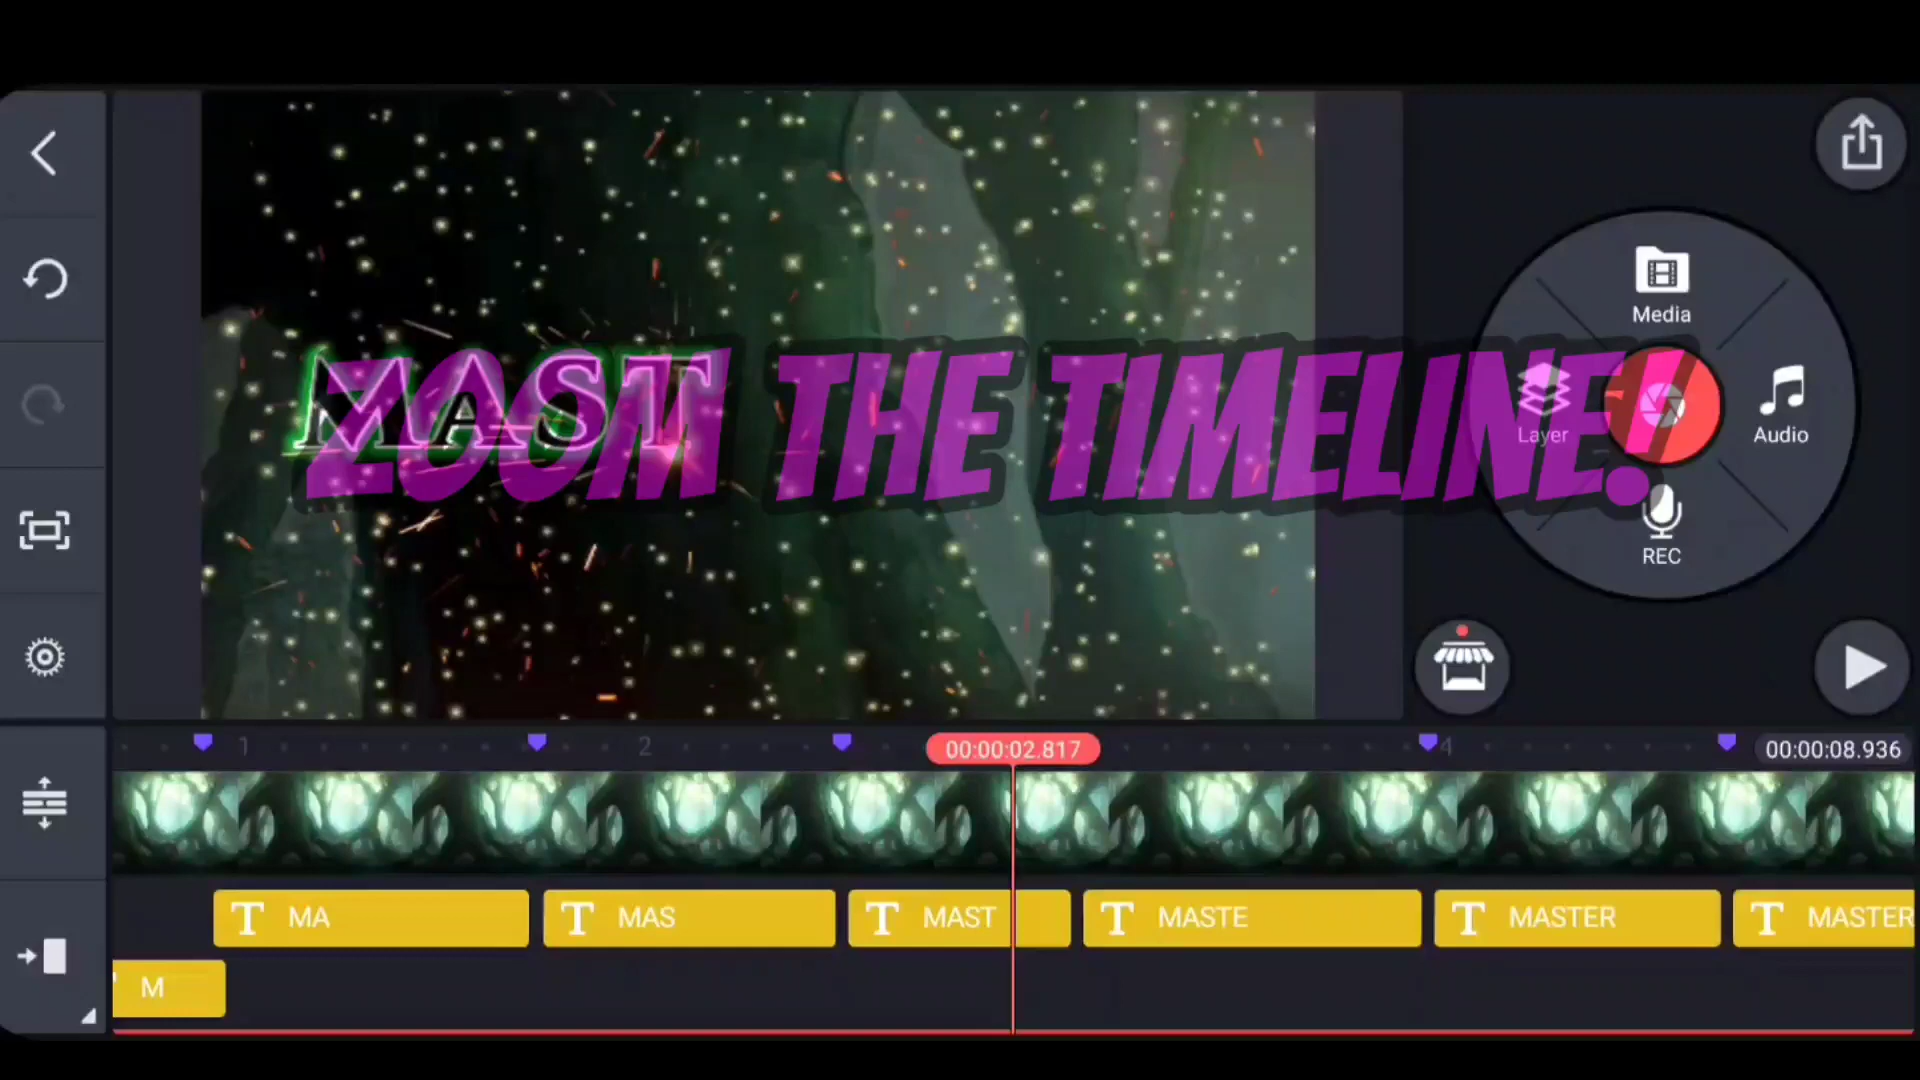 Media
MAST
ZOOM THE TIMELINE!
Layer
Audio
REC
1
2
00:00:02.817
4
00:00:08.936
T MA
T MAS
T MAST
T MASTE
T MASTER
T MASTER
M